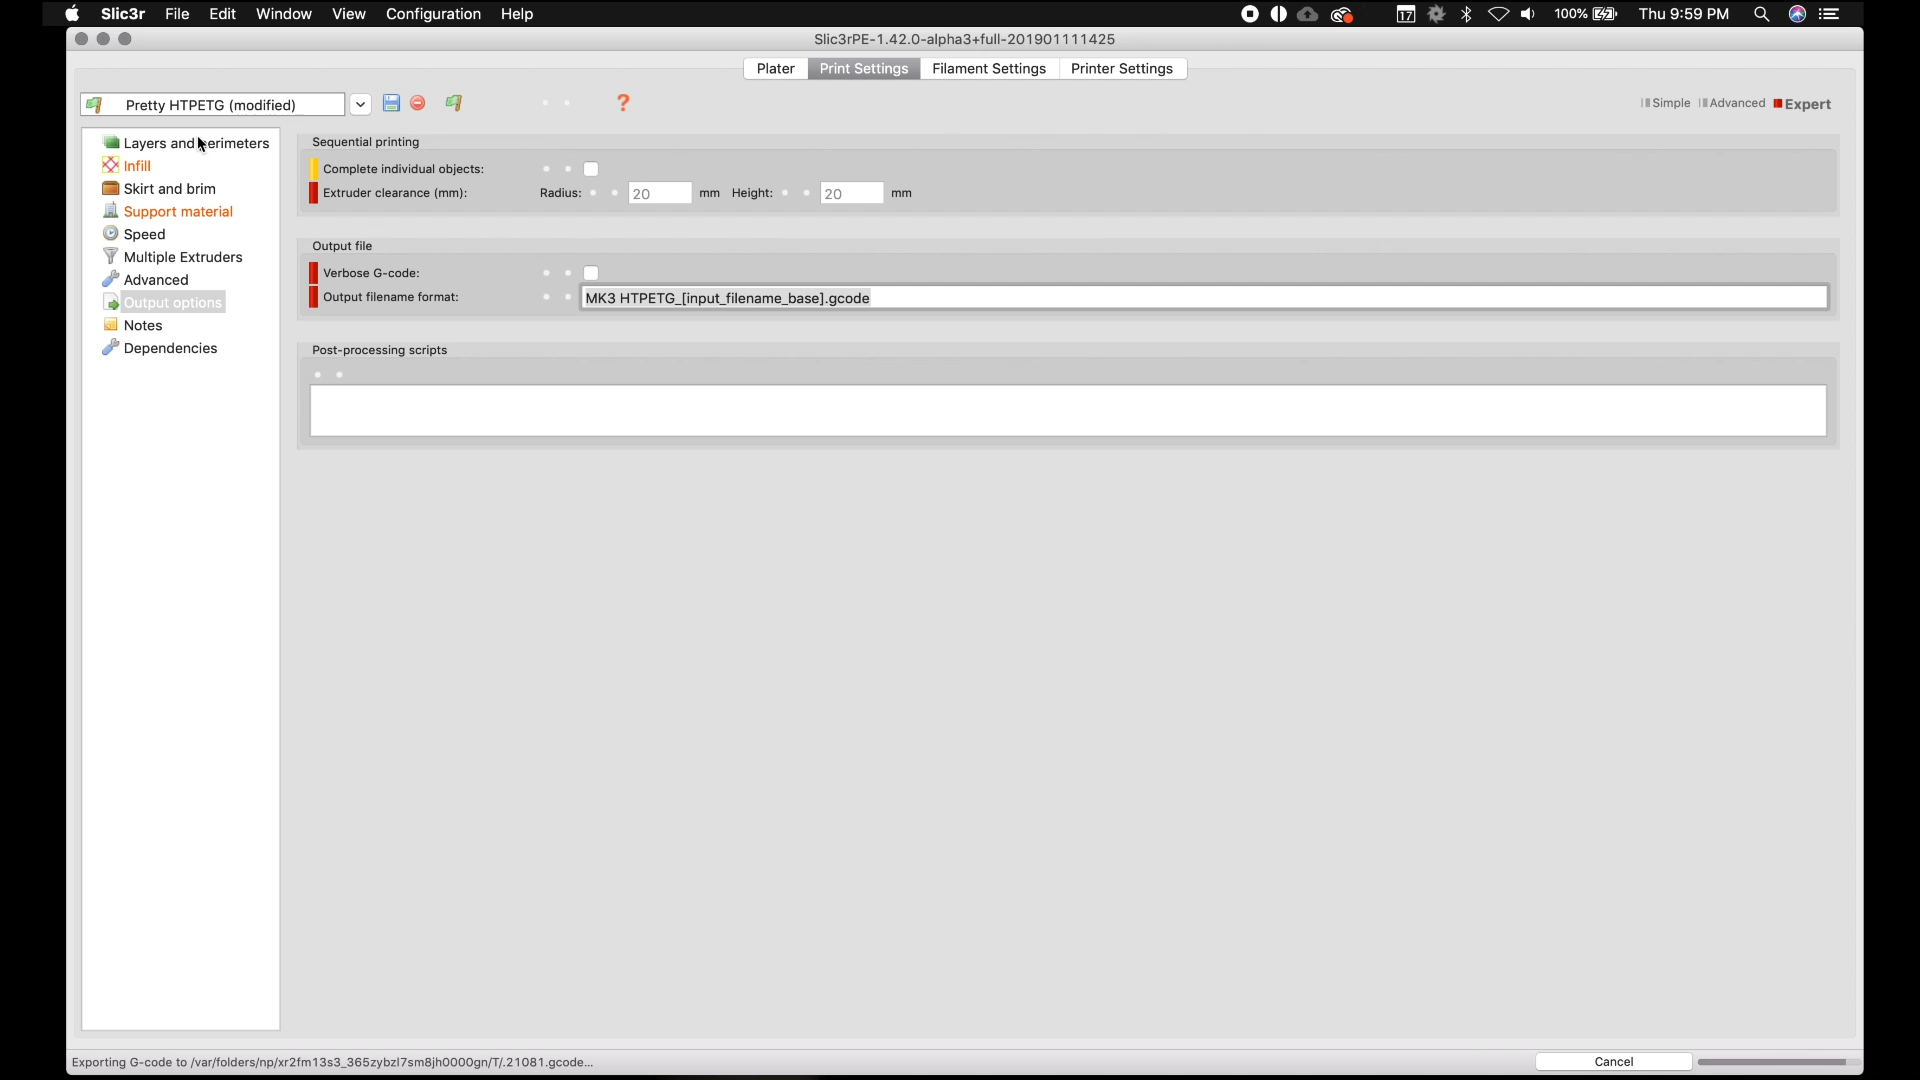 Slic3r File Edit Window View Configuration Help 17 100% Thu 9:59 PM
Slic3rPE-1.42.0-alpha3+full-201901111425
Plater Print Settings Filament Settings Printer Settings
Pretty HTPETG (modified) ? Simple Advanced Expert
Layers and perimeters
Infill
Skirt and brim
Support material
Speed
Multiple Extruders
Advanced
Output options
Notes
Dependencies
Sequential printing
Complete individual objects:
Extruder clearance (mm): Radius: 20 mm Height: 20 mm
Output file
Verbose G-code:
Output filename format: MK3 HTPETG_[input_filename_base].gcode
Post-processing scripts
Exporting G-code to /var/folders/np/xr2fm13s3_365zybzl7sm8jh0000gn/T/.21081.gcode... Cancel